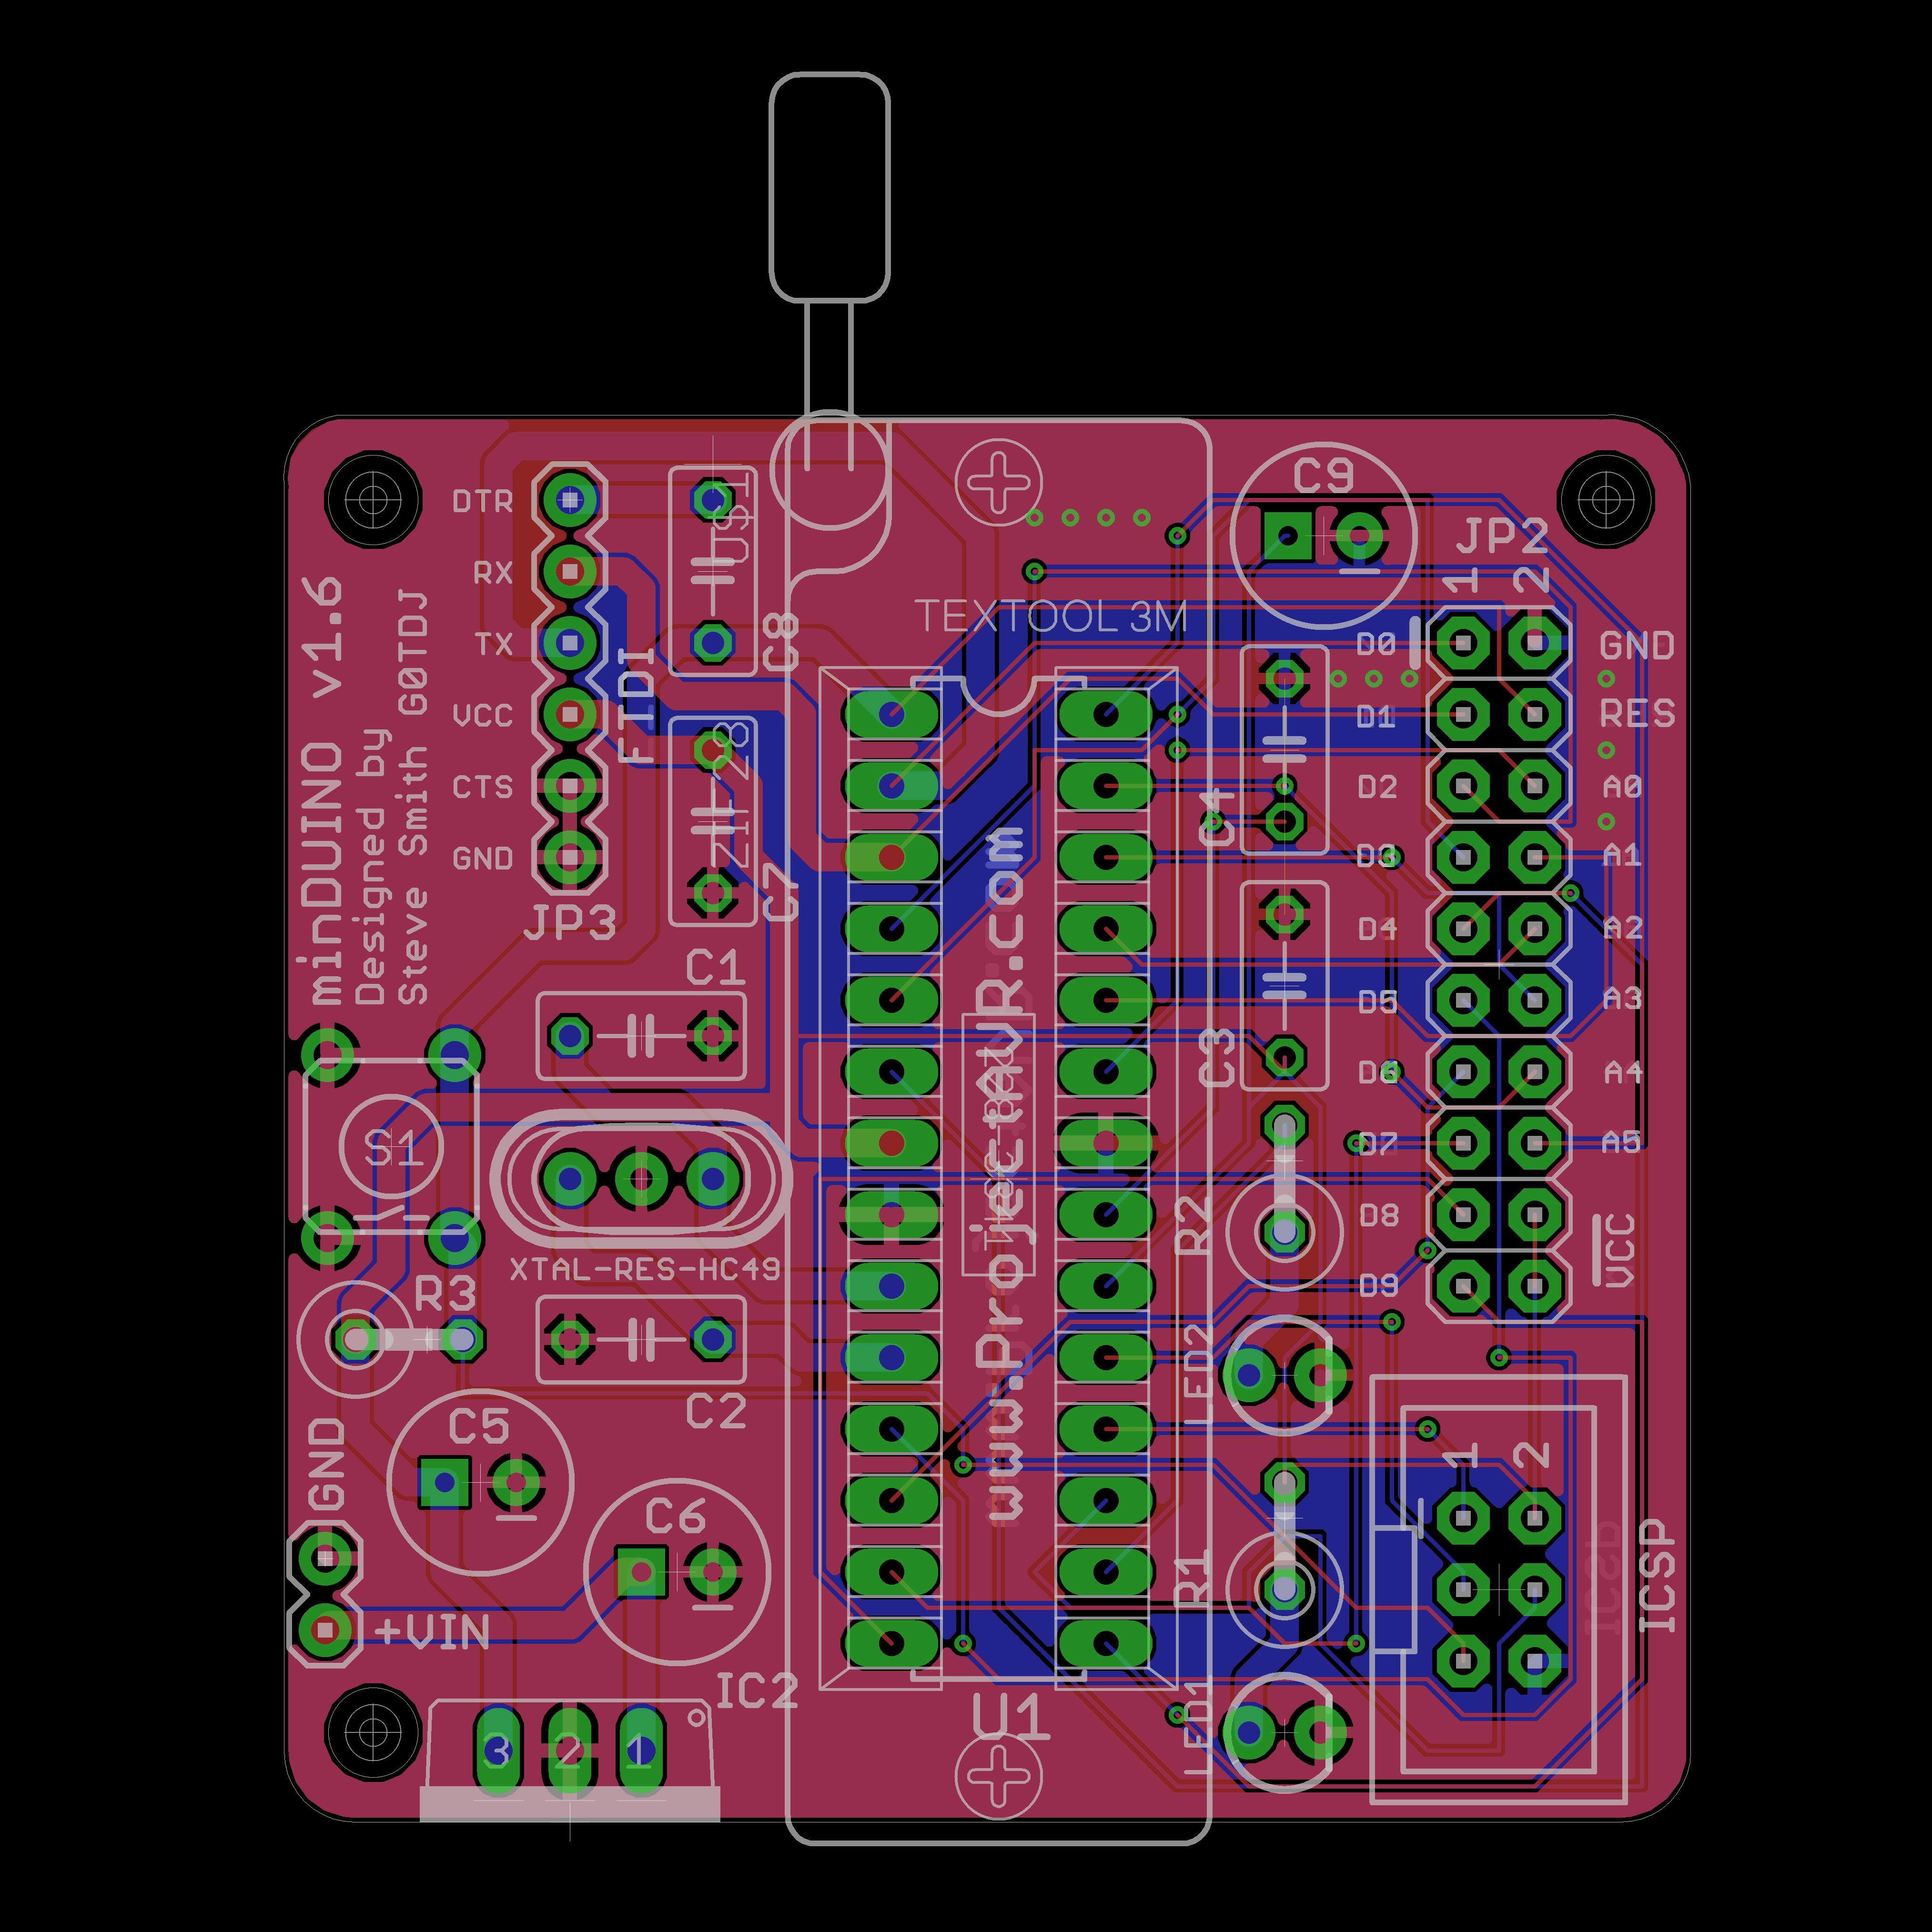 minDUINO v1.6
Designed by
Steve Smith G0TDJ
DTR
RX
TX
VCC
CTS
GND
FTDI
JP3
C8
C7
C1
S1
XTAL-RES-HC49
R3
C2
C5
GND
C6
+VIN
IC2
3 2 1
TEXTOOL 3M
www.ProjectAVR.com
U1
C9
JP2
1 2
D0
D1
D2
D3
D4
D5
D6
D7
D8
D9
GND
RES
A0
A1
A2
A3
A4
A5
VCC
C4
C3
R2
LED2
R1
LED1
1 2
ICSP
ICSP